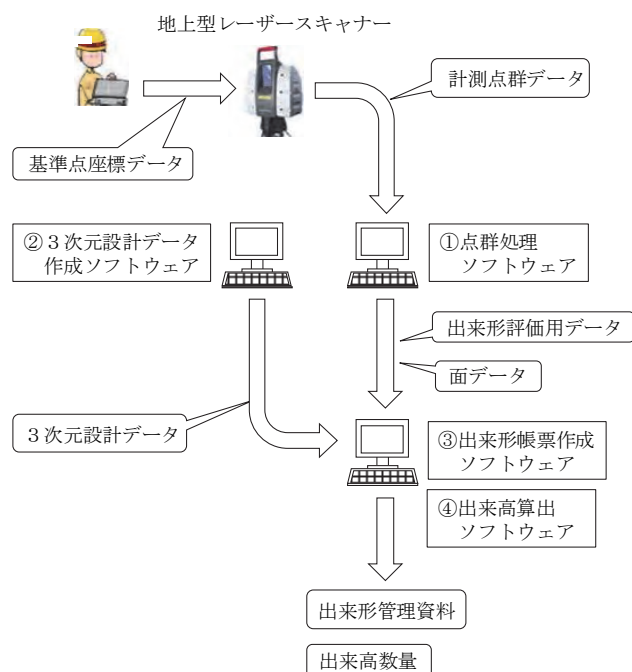 地上型レーザースキャナー
計測点群データ
基準点座標データ
②３次元設計データ
作成ソフトウェア
①点群処理
ソフトウェア
出来形評価用データ
面データ
３次元設計データ
③出来形帳票作成
ソフトウェア
④出来高算出
ソフトウェア
出来形管理資料
出来高数量